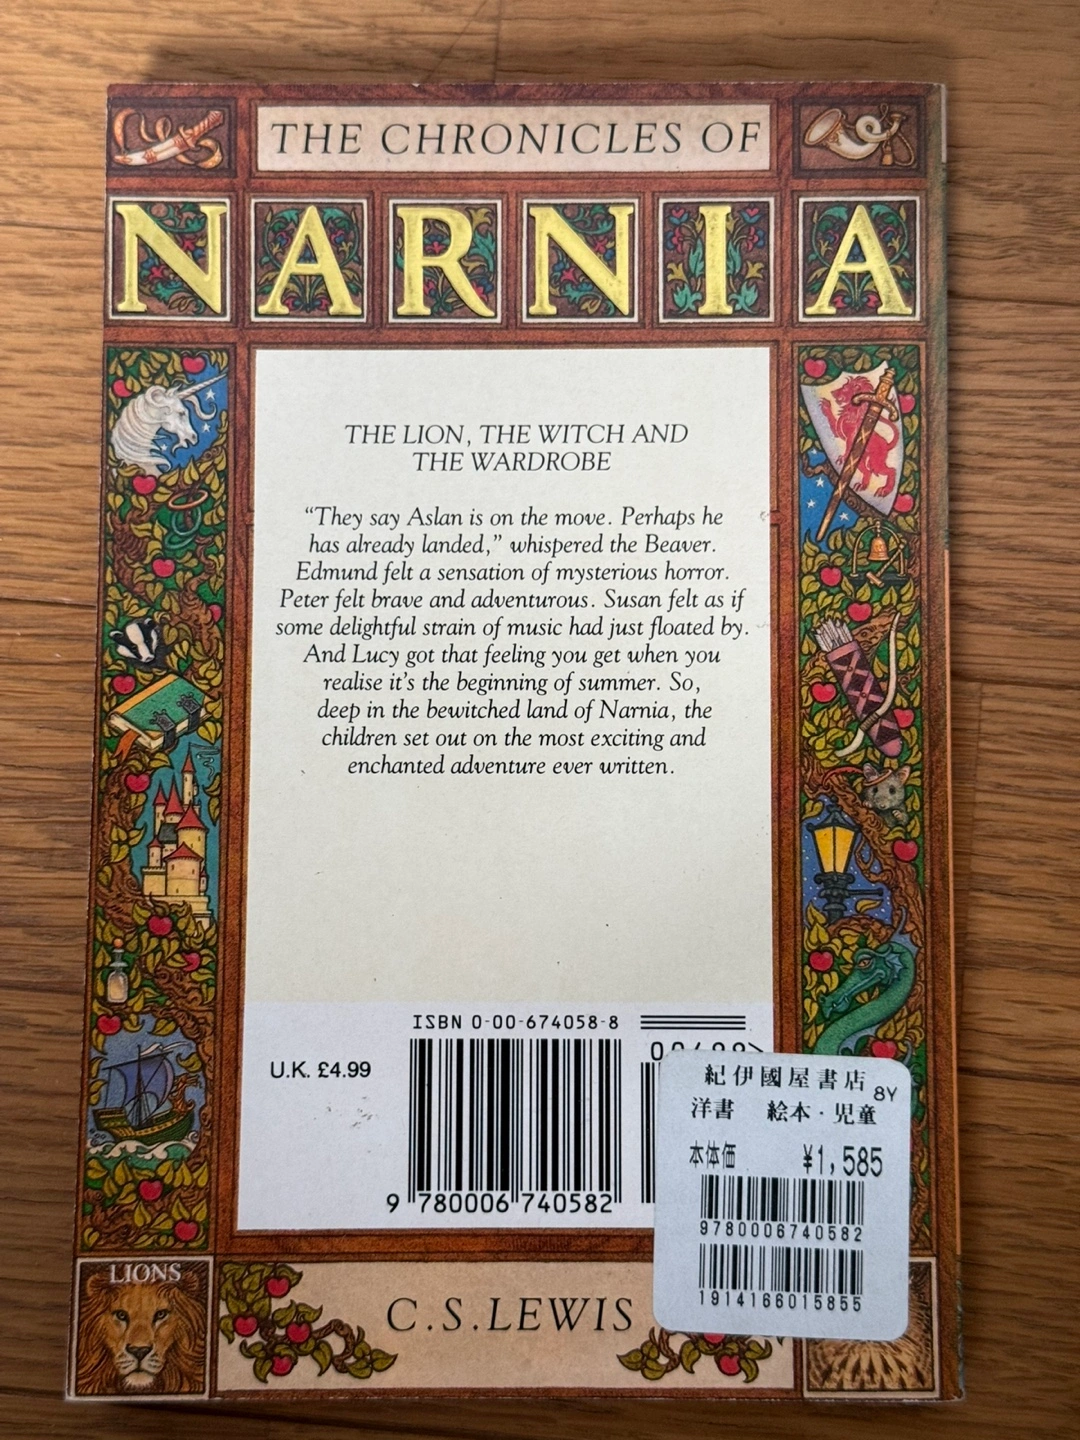 THE CHRONICLES OF
NARNIA
THE LION, THE WITCH AND
THE WARDROBE
“They say Aslan is on the move. Perhaps he
has already landed,” whispered the Beaver.
Edmund felt a sensation of mysterious horror.
Peter felt brave and adventurous. Susan felt as if
some delightful strain of music had just floated by.
And Lucy got that feeling you get when you
realise it’s the beginning of summer. So,
deep in the bewitched land of Narnia, the
children set out on the most exciting and
enchanted adventure ever written.
ISBN 0-00-674058-8
U.K. £4.99
9 780006 740582
紀伊國屋書店
8Y
洋書 絵本・児童
本体価 ¥1,585
9780006740582
1914166015855
LIONS
C.S.LEWIS